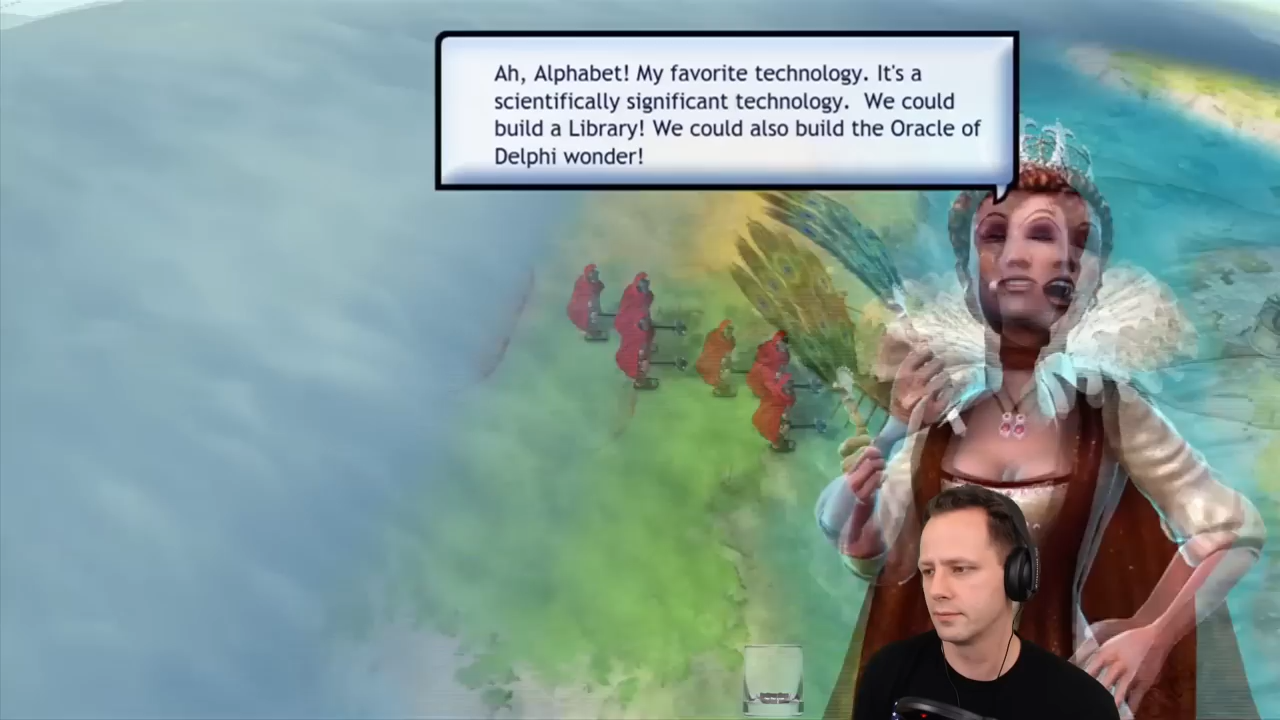 Ah, Alphabet! My favorite technology. It's a
scientifically significant technology.  We could
build a Library! We could also build the Oracle of
Delphi wonder!